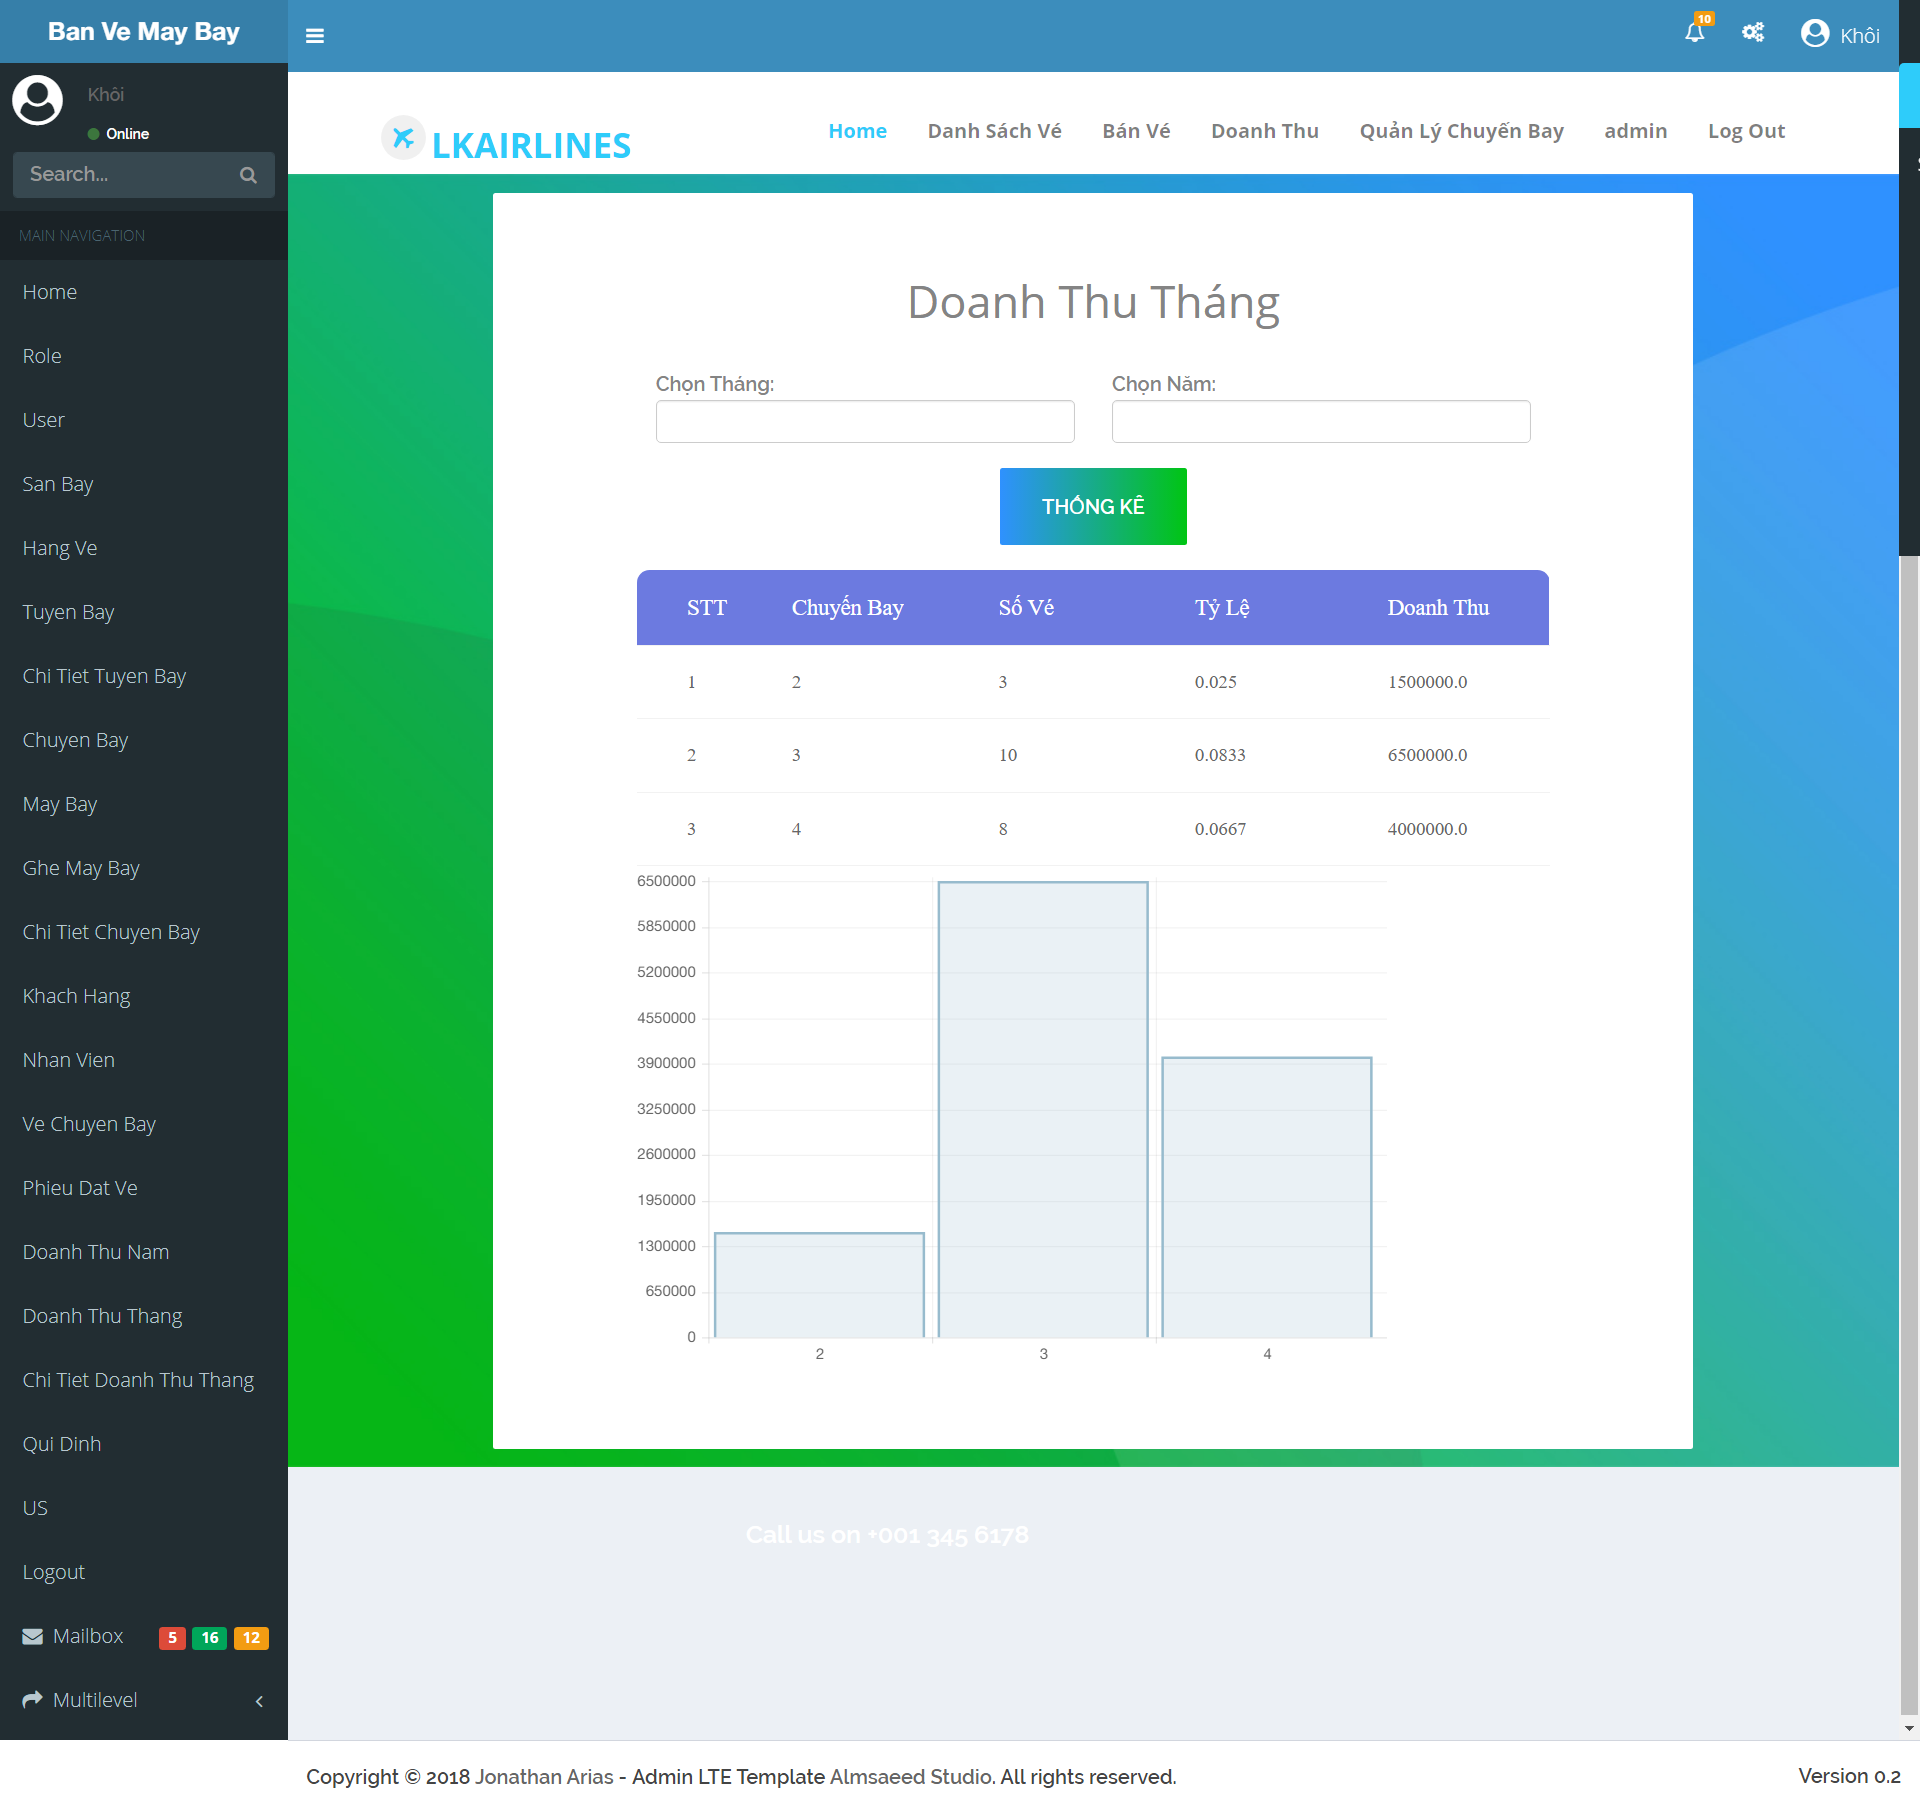 Ban Ve May Bay
10
Khôi
Khôi
Online
Search...
MAIN NAVIGATION
Home
Role
User
San Bay
Hang Ve
Tuyen Bay
Chi Tiet Tuyen Bay
Chuyen Bay
May Bay
Ghe May Bay
Chi Tiet Chuyen Bay
Khach Hang
Nhan Vien
Ve Chuyen Bay
Phieu Dat Ve
Doanh Thu Nam
Doanh Thu Thang
Chi Tiet Doanh Thu Thang
Qui Dinh
US
Logout
Mailbox 5 16 12
Multilevel
LKAIRLINES
Home Danh Sách Vé Bán Vé Doanh Thu Quản Lý Chuyến Bay admin Log Out
Doanh Thu Tháng
Chọn Tháng: Chọn Năm:
THỐNG KÊ
STT Chuyến Bay Số Vé Tỷ Lệ Doanh Thu
1 2 3 0.025 1500000.0
2 3 10 0.0833 6500000.0
3 4 8 0.0667 4000000.0
6500000
5850000
5200000
4550000
3900000
3250000
2600000
1950000
1300000
650000
0
2 3 4
Call us on +001 345 6178
Copyright © 2018 Jonathan Arias - Admin LTE Template Almsaeed Studio. All rights reserved.
Version 0.2